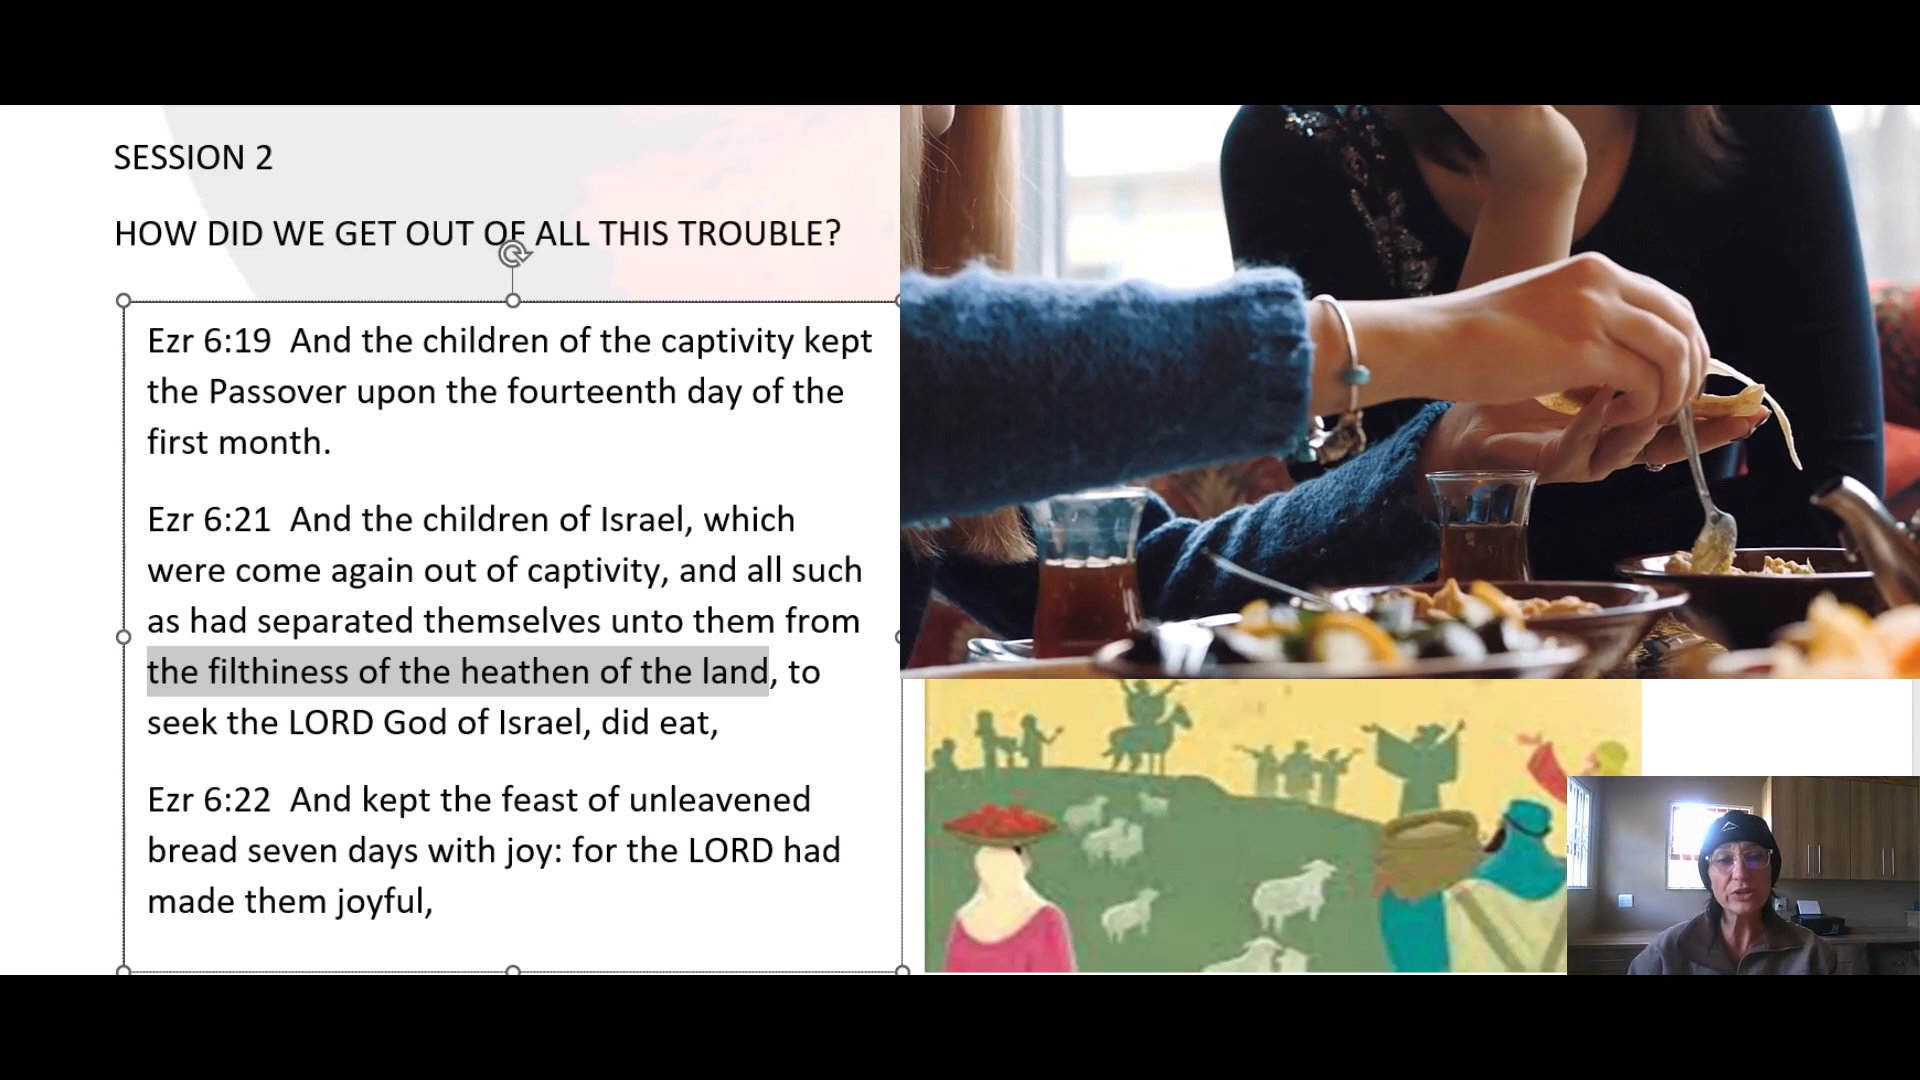 SESSION 2
HOW DID WE GET OUT OF ALL THIS TROUBLE?
Ezr 6:19  And the children of the captivity kept
the Passover upon the fourteenth day of the
first month.
Ezr 6:21  And the children of Israel, which
were come again out of captivity, and all such
as had separated themselves unto them from
the filthiness of the heathen of the land, to
seek the LORD God of Israel, did eat,
Ezr 6:22  And kept the feast of unleavened
bread seven days with joy: for the LORD had
made them joyful,